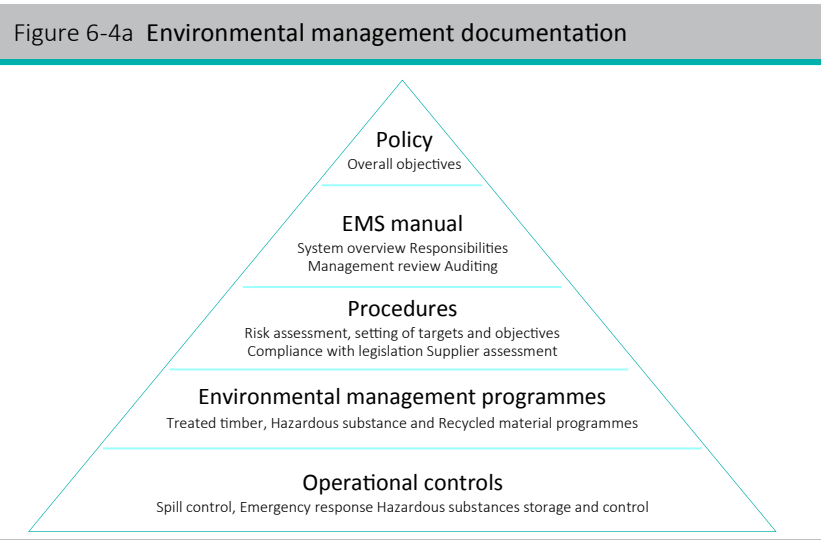 Figure 6-4a Environmental management documentation
Policy
Overall objectives
EMS manual
System overview Responsibilities
Management review Auditing
Procedures
Risk assessment, setting of targets and objectives
Compliance with legislation Supplier assessment
Environmental management programmes
Treated timber, Hazardous substance and Recycled material programmes
Operational controls
Spill control, Emergency response Hazardous substances storage and control